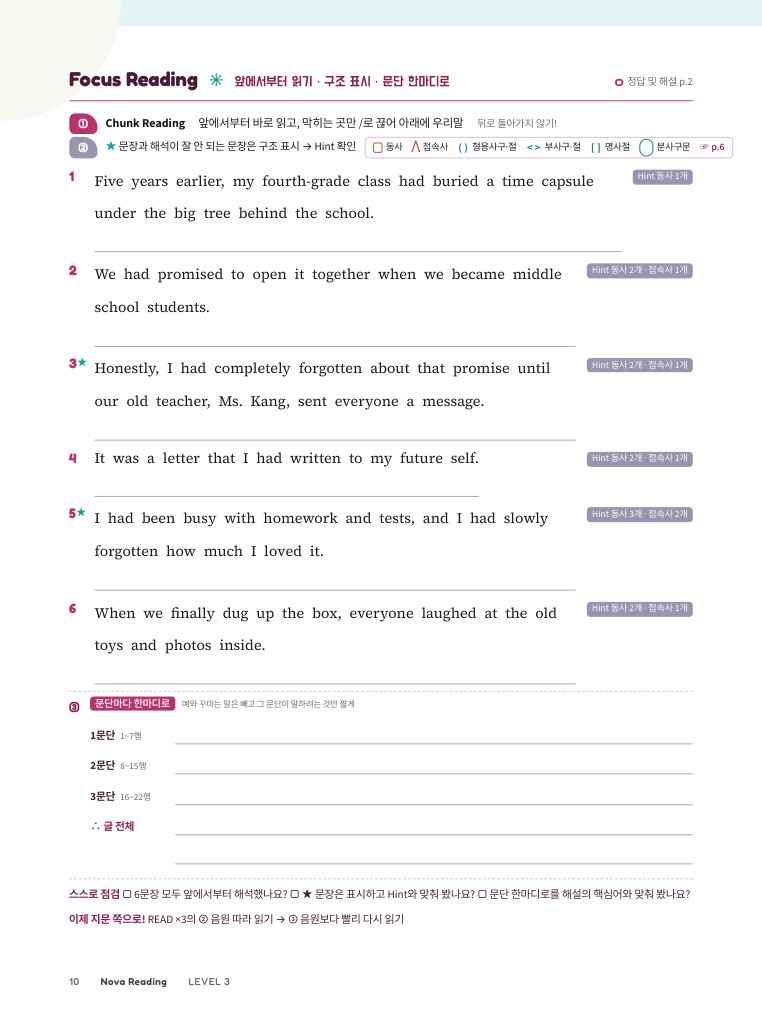 Focus Reading ✳ 앞에서부터 읽기 · 구조 표시 · 문단 한마디로 정답 및 해설 p.2
① Chunk Reading 앞에서부터 바로 읽고, 막히는 곳만 /로 끊어 아래에 우리말 뒤로 돌아가지 않기!
② ★ 문장과 해석이 잘 안 되는 문장은 구조 표시 → Hint 확인 동사 접속사 ( ) 형용사구·절 < > 부사구·절 [ ] 명사절 분사구문 ☞ p.6
1 Five years earlier, my fourth-grade class had buried a time capsule Hint 동사 1개
under the big tree behind the school.
2 We had promised to open it together when we became middle Hint 동사 2개 · 접속사 1개
school students.
3★ Honestly, I had completely forgotten about that promise until Hint 동사 2개 · 접속사 1개
our old teacher, Ms. Kang, sent everyone a message.
4 It was a letter that I had written to my future self. Hint 동사 2개 · 접속사 1개
5★ I had been busy with homework and tests, and I had slowly Hint 동사 3개 · 접속사 2개
forgotten how much I loved it.
6 When we finally dug up the box, everyone laughed at the old Hint 동사 2개 · 접속사 1개
toys and photos inside.
③ 문단마다 한마디로 예와 꾸미는 말은 빼고 그 문단이 말하려는 것만 짧게
1문단 1~7행
2문단 8~15행
3문단 16~22행
∴ 글 전체
스스로 점검 ☐ 6문장 모두 앞에서부터 해석했나요? ☐ ★ 문장은 표시하고 Hint와 맞춰 봤나요? ☐ 문단 한마디로를 해설의 핵심어와 맞춰 봤나요?
이제 지문 쪽으로! READ ×3의 ② 음원 따라 읽기 → ③ 음원보다 빨리 다시 읽기
10 Nova Reading LEVEL 3